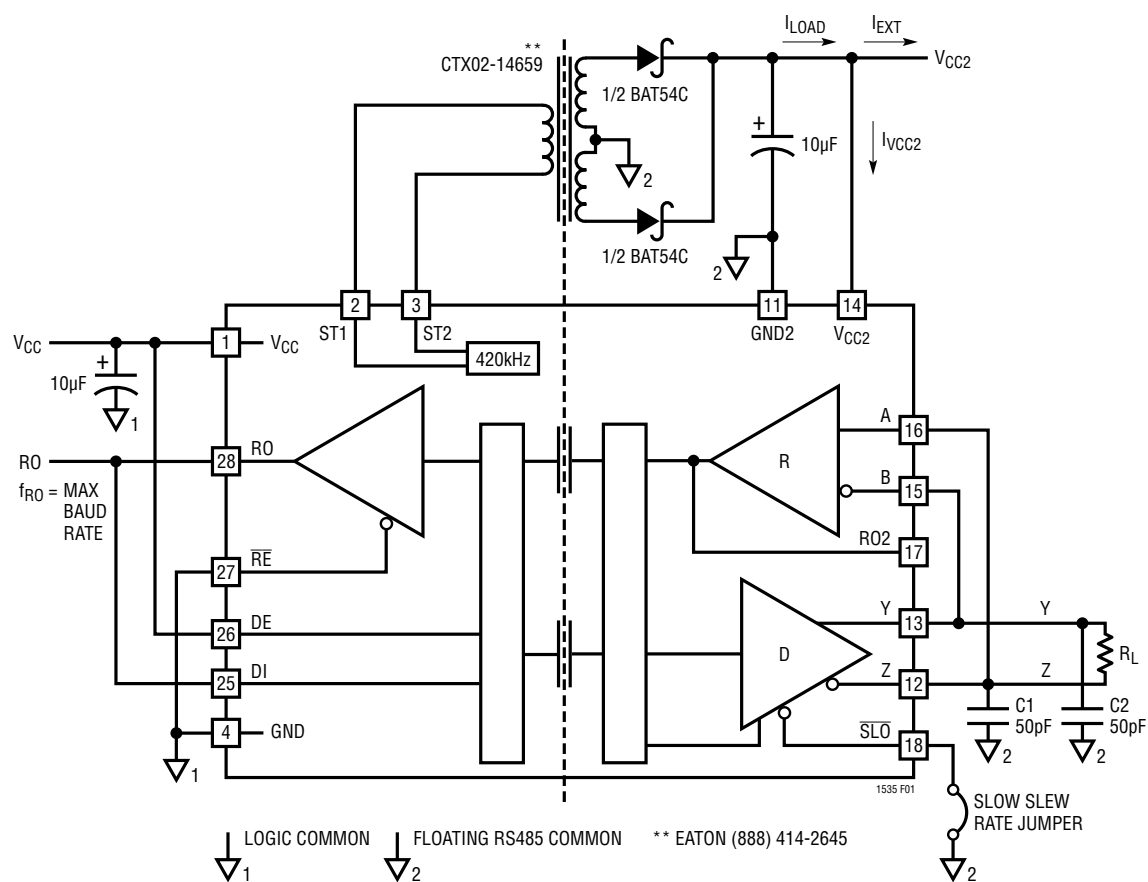 I_LOAD
I_EXT
**
CTX02-14659
V_CC2
1/2 BAT54C
+
10µF
I_VCC2
2
1/2 BAT54C
2
2
3
11
14
ST1
ST2
GND2
V_CC2
V_CC
1
V_CC
420kHz
+
10µF
1
A
16
RO
28
RO
R
B
15
f_RO = MAX
BAUD
RATE
RO2
17
27
RE
Y
13
Y
26
DE
D
R_L
25
DI
Z
12
Z
C1
50pF
C2
50pF
4
GND
SLO
18
2
2
1
1535 F01
SLOW SLEW
RATE JUMPER
LOGIC COMMON
1
FLOATING RS485 COMMON
2
** EATON (888) 414-2645
2